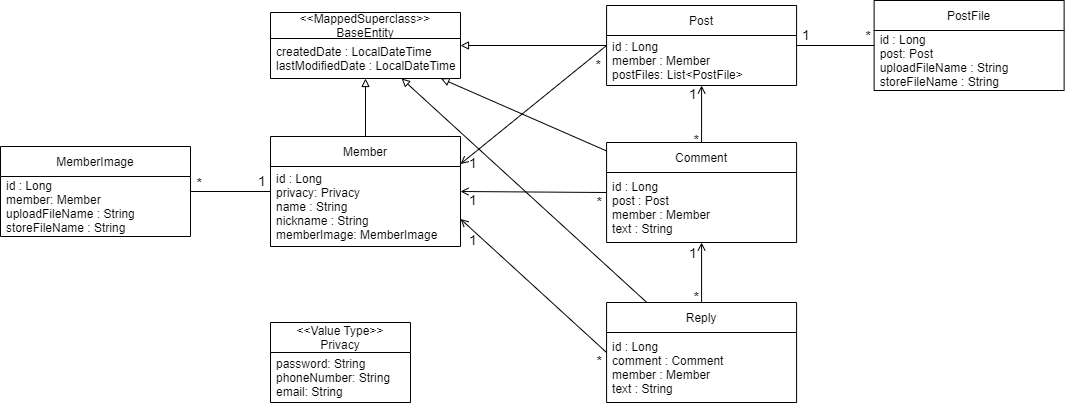 <<MappedSuperclass>>
BaseEntity
createdDate : LocalDateTime
lastModifiedDate : LocalDateTime
Post
id : Long
member : Member
postFiles: List<PostFile>
1
*
PostFile
id : Long
post: Post
uploadFileName : String
storeFileName : String
*
1
*
1
MemberImage
id : Long
member: Member
uploadFileName : String
storeFileName : String
*
1
Member
id : Long
privacy: Privacy
name : String
nickname : String
memberImage: MemberImage
1
1
*
1
Comment
id : Long
post : Post
member : Member
text : String
1
*
*
Reply
id : Long
comment : Comment
member : Member
text : String
<<Value Type>>
Privacy
password: String
phoneNumber: String
email: String